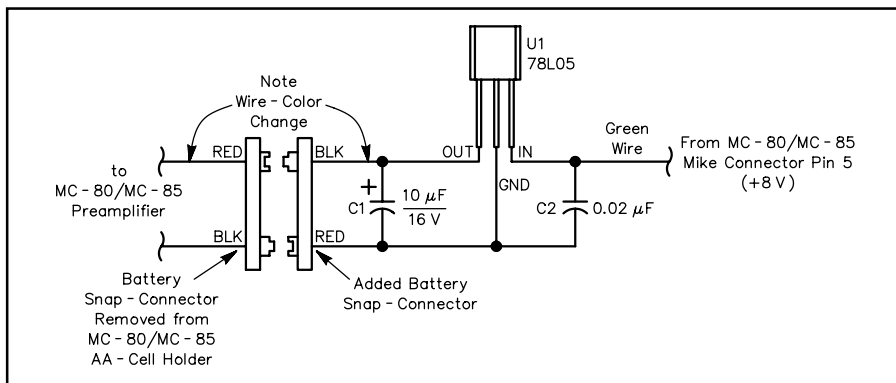 U1
78L05
Note
Wire - Color
Change
RED
BLK
OUT
IN
GND
Green
Wire
From MC - 80/MC - 85
Mike Connector Pin 5
(+8 V)
to
MC - 80/MC - 85
Preamplifier
+
C1
10 μF
16 V
C2
0.02 μF
BLK
RED
Battery
Snap - Connector
Removed from
MC - 80/MC - 85
AA - Cell Holder
Added Battery
Snap - Connector